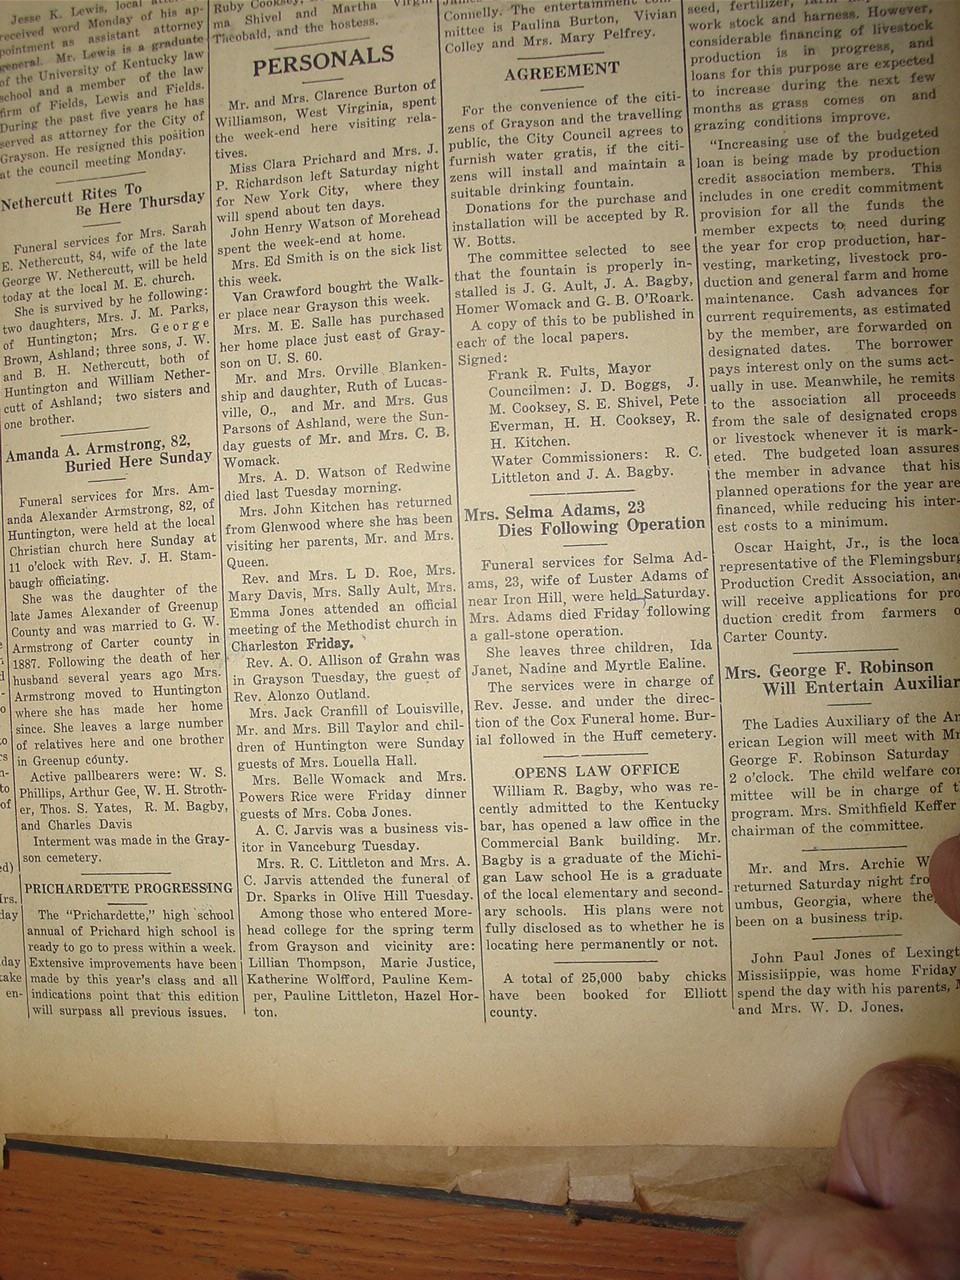 Jesse K. Lewis, local
received word Monday of his ap-
pointment as assistant attorney
general. Mr. Lewis is a graduate
of the University of Kentucky law
school and a member of the law
firm of Fields, Lewis and Fields.
During the past five years he has
served as attorney for the City of
Grayson. He resigned this position
at the council meeting Monday.
Nethercutt Rites To
Be Here Thursday
Funeral services for Mrs. Sarah
E. Nethercutt, 84, wife of the late
George W. Nethercutt, will be held
today at the local M. E. church.
She is survived by he following:
two daughters, Mrs. J. M. Parks,
of Huntington; Mrs. George
Brown, Ashland; three sons, J. W.
and B. H. Nethercutt, both of
Huntington and William Nether-
cutt of Ashland; two sisters and
one brother.
Amanda A. Armstrong, 82,
Buried Here Sunday
Funeral services for Mrs. Am-
anda Alexander Armstrong, 82, of
Huntington, were held at the local
Christian church here Sunday at
11 o'clock with Rev. J. H. Stam-
baugh officiating.
She was the daughter of the
late James Alexander of Greenup
County and was married to G. W.
Armstrong of Carter county in
1887. Following the death of her
husband several years ago Mrs.
Armstrong moved to Huntington
where she has made her home
since. She leaves a large number
of relatives here and one brother
in Greenup county.
Active pallbearers were: W. S.
Phillips, Arthur Gee, W. H. Stroth-
er, Thos. S. Yates, R. M. Bagby,
and Charles Davis
Interment was made in the Gray-
son cemetery.
PRICHARDETTE PROGRESSING
The "Prichardette," high school
annual of Prichard high school is
ready to go to press within a week.
Extensive improvements have been
made by this year's class and all
indications point that this edition
will surpass all previous issues.
Ruby Cooksey,
ma Shivel and Martha Virgin
Theobald, and the hostess.
PERSONALS
Mr. and Mrs. Clarence Burton of
Williamson, West Virginia, spent
the week-end here visiting rela-
tives.
Miss Clara Prichard and Mrs. J.
P. Richardson left Saturday night
for New York City, where they
will spend about ten days.
John Henry Watson of Morehead
spent the week-end at home.
Mrs. Ed Smith is on the sick list
this week.
Van Crawford bought the Walk-
er place near Grayson this week.
Mrs. M. E. Salle has purchased
her home place just east of Gray-
son on U. S. 60.
Mr. and Mrs. Orville Blanken-
ship and daughter, Ruth of Lucas-
ville, O., and Mr. and Mrs. Gus
Parsons of Ashland, were the Sun-
day guests of Mr. and Mrs. C. B.
Womack.
Mrs. A. D. Watson of Redwine
died last Tuesday morning.
Mrs. John Kitchen has returned
from Glenwood where she has been
visiting her parents, Mr. and Mrs.
Queen.
Rev. and Mrs. L D. Roe, Mrs.
Mary Davis, Mrs. Sally Ault, Mrs.
Emma Jones attended an official
meeting of the Methodist church in
Charleston Friday.
Rev. A. O. Allison of Grahn was
in Grayson Tuesday, the guest of
Rev. Alonzo Outland.
Mrs. Jack Cranfill of Louisville,
Mr. and Mrs. Bill Taylor and chil-
dren of Huntington were Sunday
guests of Mrs. Louella Hall.
Mrs. Belle Womack and Mrs.
Powers Rice were Friday dinner
guests of Mrs. Coba Jones.
A. C. Jarvis was a business vis-
itor in Vanceburg Tuesday.
Mrs. R. C. Littleton and Mrs. A.
C. Jarvis attended the funeral of
Dr. Sparks in Olive Hill Tuesday.
Among those who entered More-
head college for the spring term
from Grayson and vicinity are:
Lillian Thompson, Marie Justice,
Katherine Wolfford, Pauline Kem-
per, Pauline Littleton, Hazel Hor-
ton.
Connelly. The entertainment com-
mittee is Paulina Burton, Vivian
Colley and Mrs. Mary Pelfrey.
AGREEMENT
For the convenience of the citi-
zens of Grayson and the travelling
public, the City Council agrees to
furnish water gratis, if the citi-
zens will install and maintain a
suitable drinking fountain.
Donations for the purchase and
installation will be accepted by R.
W. Botts.
The committee selected to see
that the fountain is properly in-
stalled is J. G. Ault, J. A. Bagby,
Homer Womack and G. B. O'Roark.
A copy of this to be published in
each of the local papers.
Signed:
Frank R. Fults, Mayor
Councilmen: J. D. Boggs, J.
M. Cooksey, S. E. Shivel, Pete
Everman, H. H. Cooksey, R.
H. Kitchen.
Water Commissioners: R. C.
Littleton and J. A. Bagby.
Mrs. Selma Adams, 23
Dies Following Operation
Funeral services for Selma Ad-
ams, 23, wife of Luster Adams of
near Iron Hill, were held Saturday.
Mrs. Adams died Friday following
a gall-stone operation.
She leaves three children, Ida
Janet, Nadine and Myrtle Ealine.
The services were in charge of
Rev. Jesse. and under the direc-
tion of the Cox Funeral home. Bur-
ial followed in the Huff cemetery.
OPENS LAW OFFICE
William R. Bagby, who was re-
cently admitted to the Kentucky
bar, has opened a law office in the
Commercial Bank building. Mr.
Bagby is a graduate of the Michi-
gan Law school He is a graduate
of the local elementary and second-
ary schools. His plans were not
fully disclosed as to whether he is
locating here permanently or not.
A total of 25,000 baby chicks
have been booked for Elliott
county.
seed, fertilizer,
work stock and harness. However,
considerable financing of livestock
production is in progress, and
loans for this purpose are expected
to increase during the next few
months as grass comes on and
grazing conditions improve.
"Increasing use of the budgeted
loan is being made by production
credit association members. This
includes in one credit commitment
provision for all the funds the
member expects to need during
the year for crop production, har-
vesting, marketing, livestock pro-
duction and general farm and home
maintenance. Cash advances for
current requirements, as estimated
by the member, are forwarded on
designated dates. The borrower
pays interest only on the sums act-
ually in use. Meanwhile, he remits
to the association all proceeds
from the sale of designated crops
or livestock whenever it is mark-
eted. The budgeted loan assures
the member in advance that his
planned operations for the year are
financed, while reducing his inter-
est costs to a minimum.
Oscar Haight, Jr., is the loca
representative of the Flemingsburg
Production Credit Association, an
will receive applications for pro
duction credit from farmers o
Carter County.
Mrs. George F. Robinson
Will Entertain Auxiliar
The Ladies Auxiliary of the Am
erican Legion will meet with Mr
George F. Robinson Saturday
2 o'clock. The child welfare com
mittee will be in charge of t
program. Mrs. Smithfield Keffer
chairman of the committee.
Mr. and Mrs. Archie W
returned Saturday night fro
umbus, Georgia, where the
been on a business trip.
John Paul Jones of Lexingt
Missisiippie, was home Friday
spend the day with his parents, M
and Mrs. W. D. Jones.